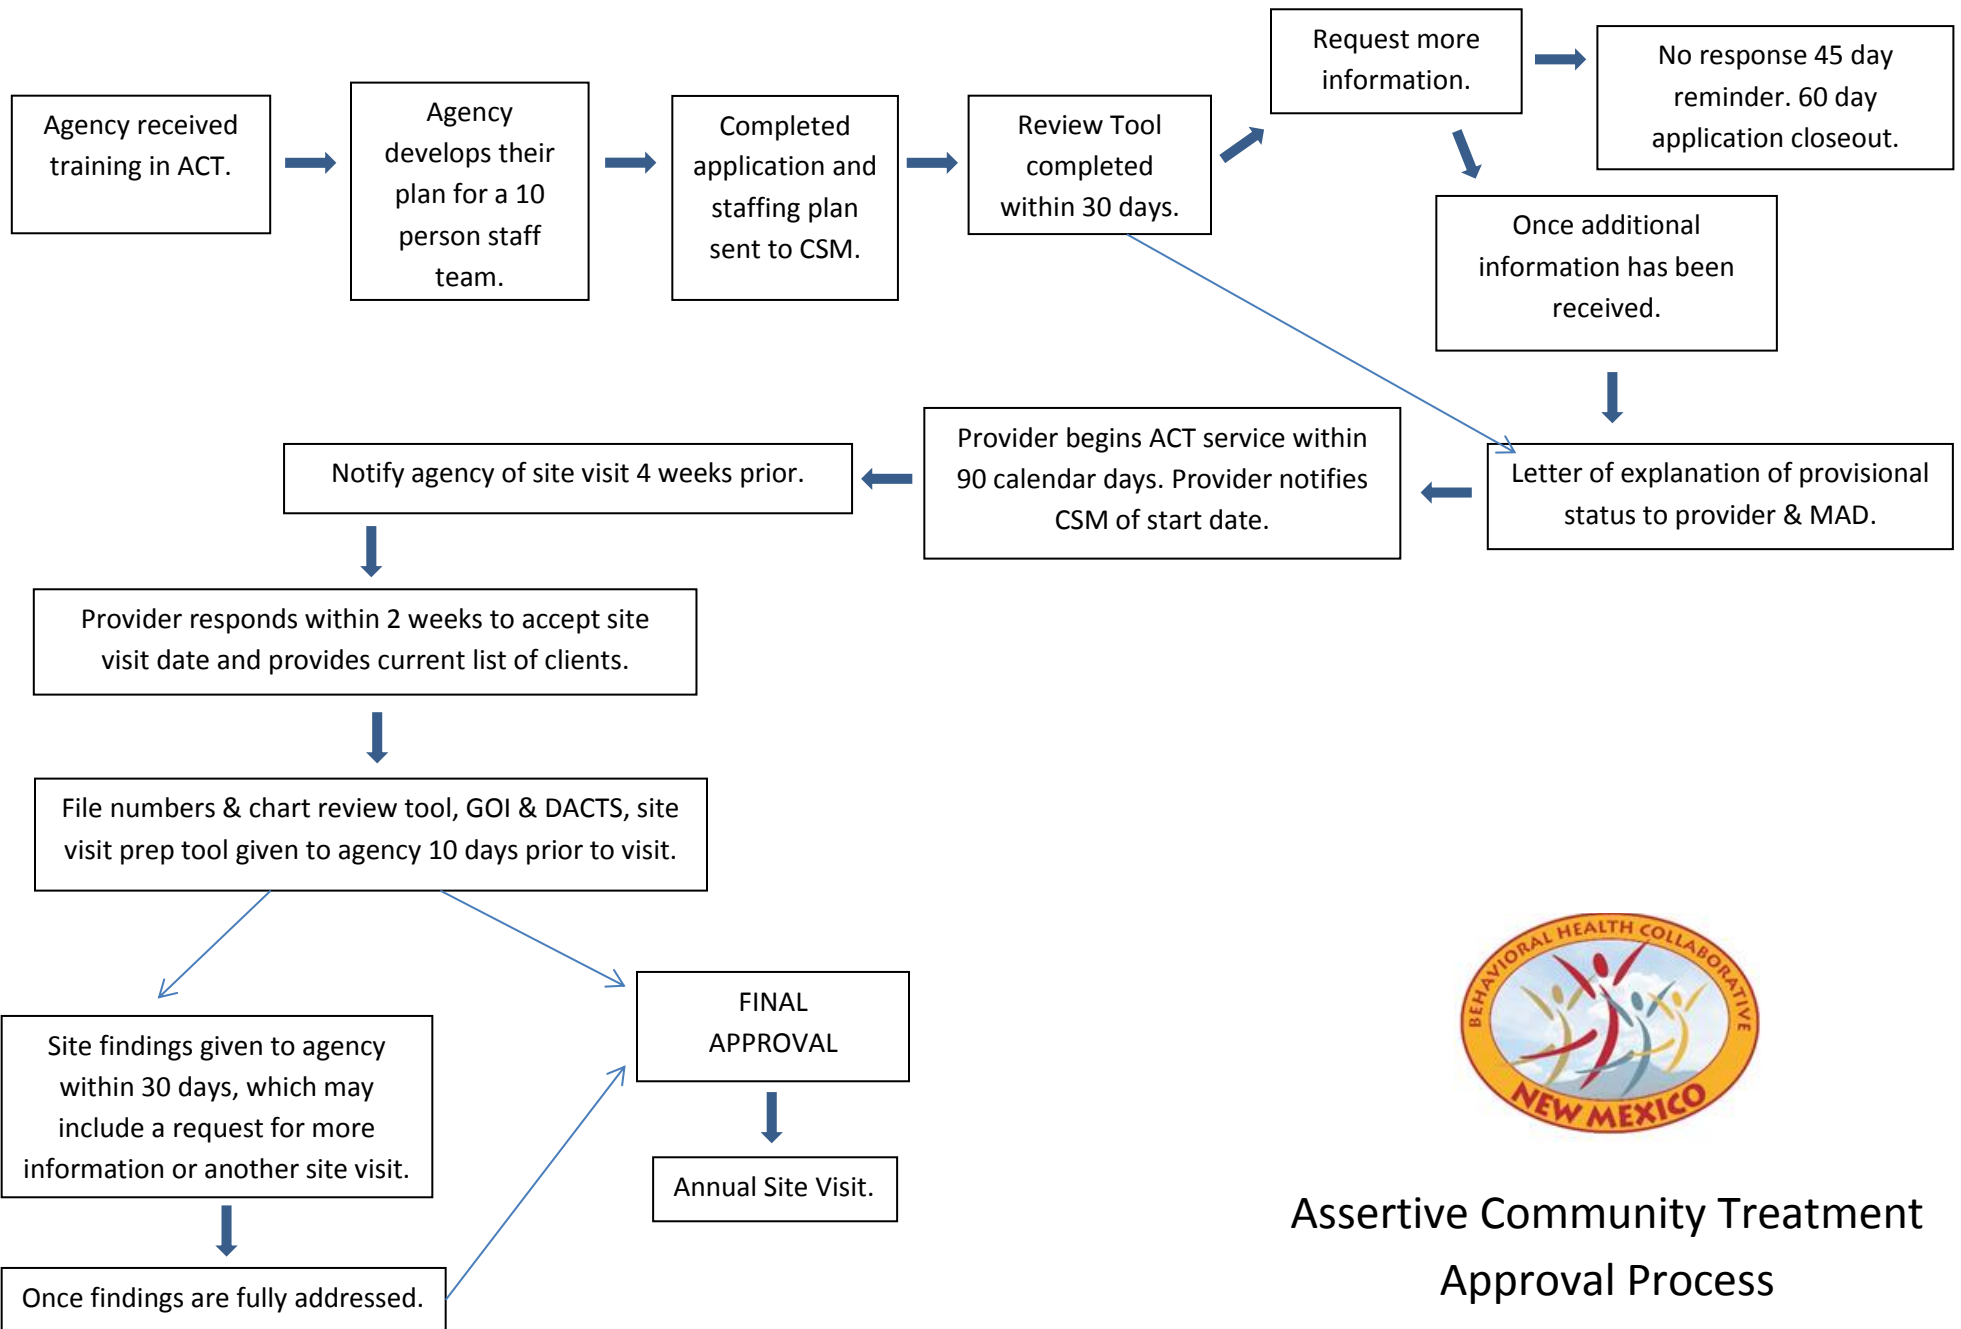 Agency received
training in ACT.
Agency
develops their
plan for a 10
person staff
team.
Completed
application and
staffing plan
sent to CSM.
Review Tool
completed
within 30 days.
Request more
information.
No response 45 day
reminder. 60 day
application closeout.
Once additional
information has been
received.
Letter of explanation of provisional
status to provider & MAD.
Provider begins ACT service within
90 calendar days. Provider notifies
CSM of start date.
Notify agency of site visit 4 weeks prior.
Provider responds within 2 weeks to accept site
visit date and provides current list of clients.
File numbers & chart review tool, GOI & DACTS, site
visit prep tool given to agency 10 days prior to visit.
Site findings given to agency
within 30 days, which may
include a request for more
information or another site visit.
Once findings are fully addressed.
FINAL
APPROVAL
Annual Site Visit.
BEHAVIORAL HEALTH COLLABORATIVE
NEW MEXICO
Assertive Community Treatment
Approval Process